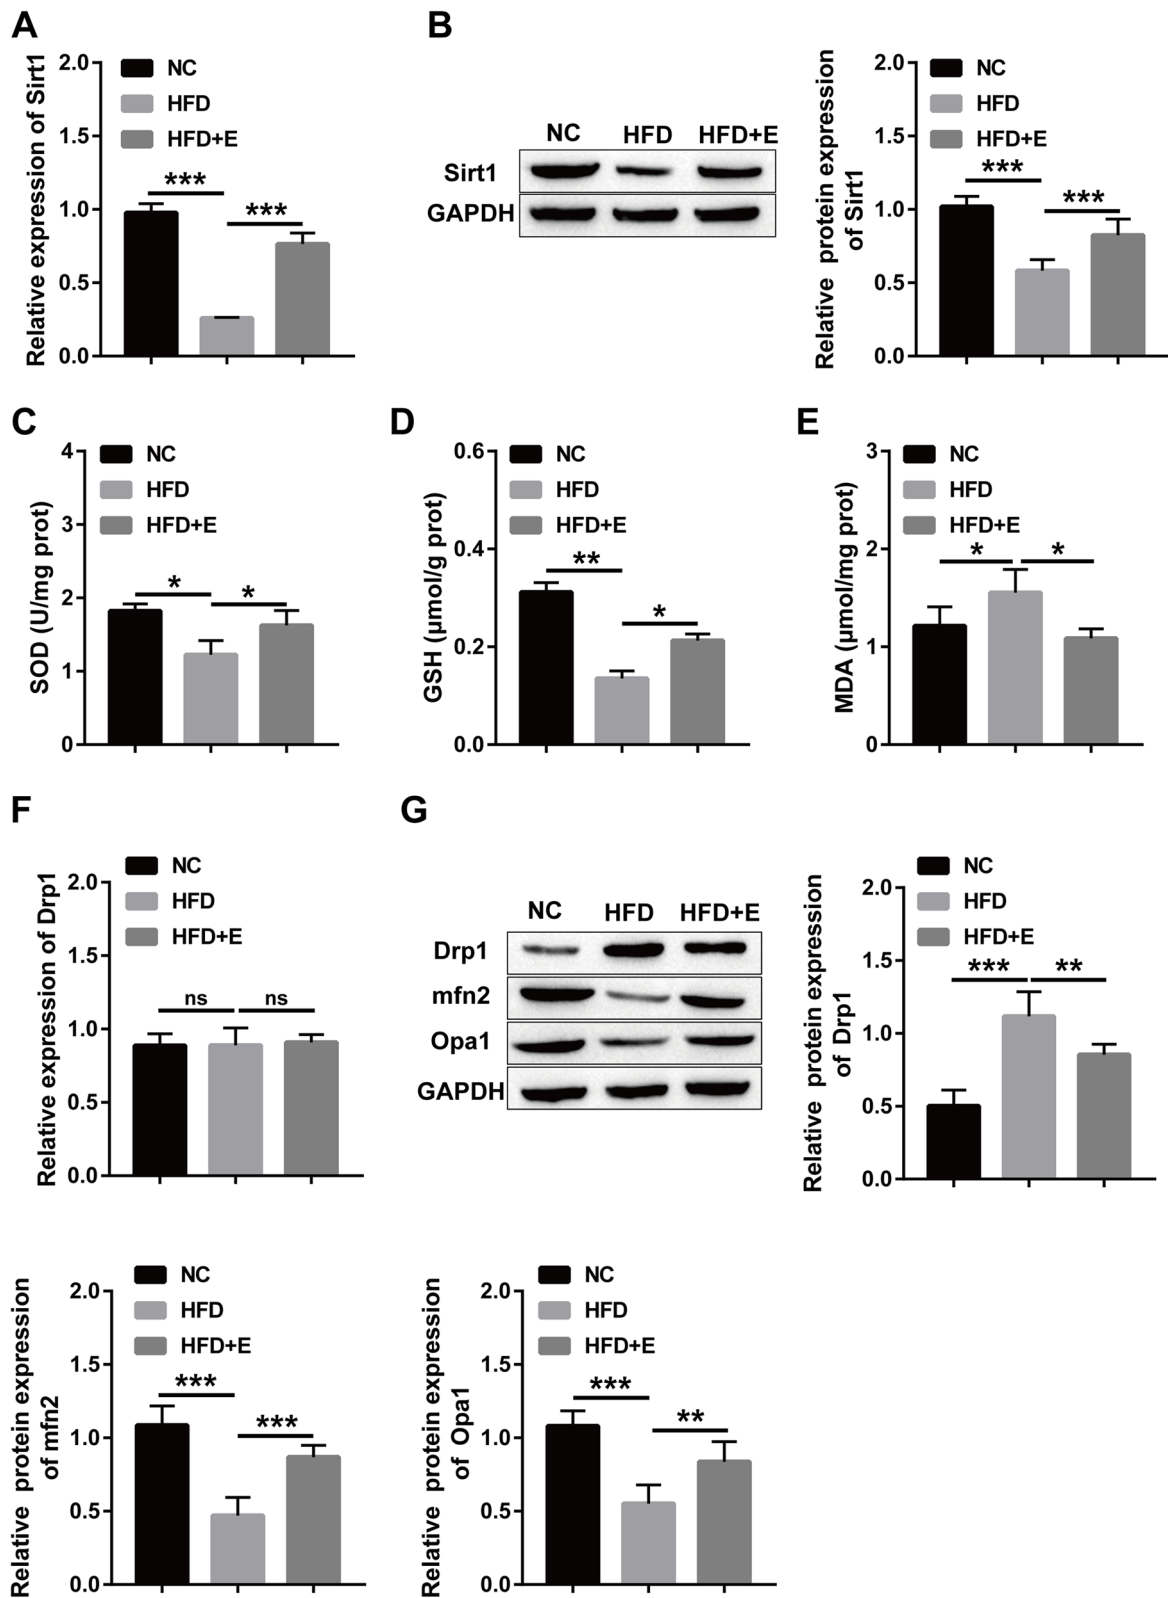 A
Relative expression of Sirt1
2.0
1.5
1.0
0.5
0.0
NC
HFD
HFD+E
***
***
B
NC HFD HFD+E
Sirt1
GAPDH
Relative protein expression
of Sirt1
2.0
1.5
1.0
0.5
0.0
NC
HFD
HFD+E
***
***
C
SOD (U/mg prot)
4
3
2
1
0
NC
HFD
HFD+E
*
*
D
GSH (μmol/g prot)
0.6
0.4
0.2
0.0
NC
HFD
HFD+E
**
*
E
MDA (μmol/mg prot)
3
2
1
0
NC
HFD
HFD+E
*
*
F
Relative expression of Drp1
2.0
1.5
1.0
0.5
0.0
NC
HFD
HFD+E
ns
ns
G
NC HFD HFD+E
Drp1
mfn2
Opa1
GAPDH
Relative protein expression
of Drp1
2.0
1.5
1.0
0.5
0.0
NC
HFD
HFD+E
***
**
Relative protein expression
of mfn2
2.0
1.5
1.0
0.5
0.0
NC
HFD
HFD+E
***
***
Relative protein expression
of Opa1
2.0
1.5
1.0
0.5
0.0
NC
HFD
HFD+E
***
**